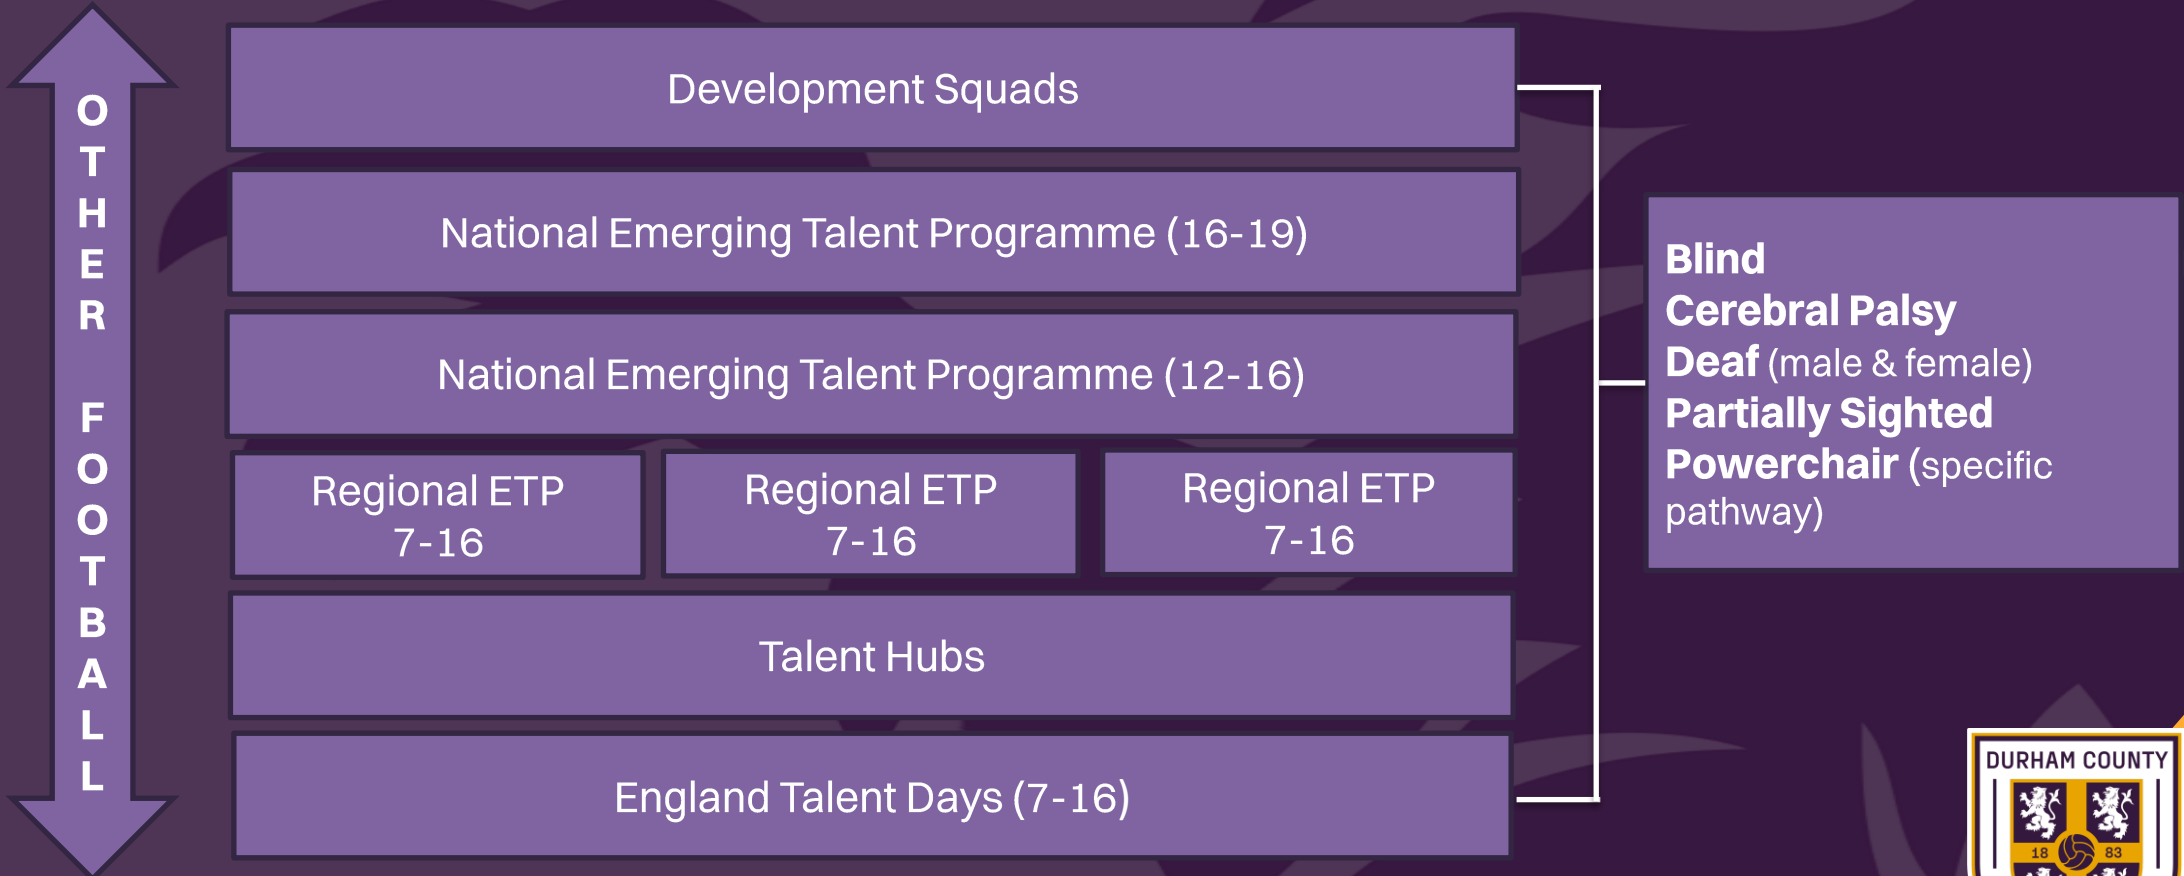 OTHER FOOTBALL
Development Squads
National Emerging Talent Programme (16-19)
National Emerging Talent Programme (12-16)
Regional ETP
7-16
Regional ETP
7-16
Regional ETP
7-16
Talent Hubs
England Talent Days (7-16)
Blind
Cerebral Palsy
Deaf (male & female)
Partially Sighted
Powerchair (specific
pathway)
DURHAM COUNTY
18 83